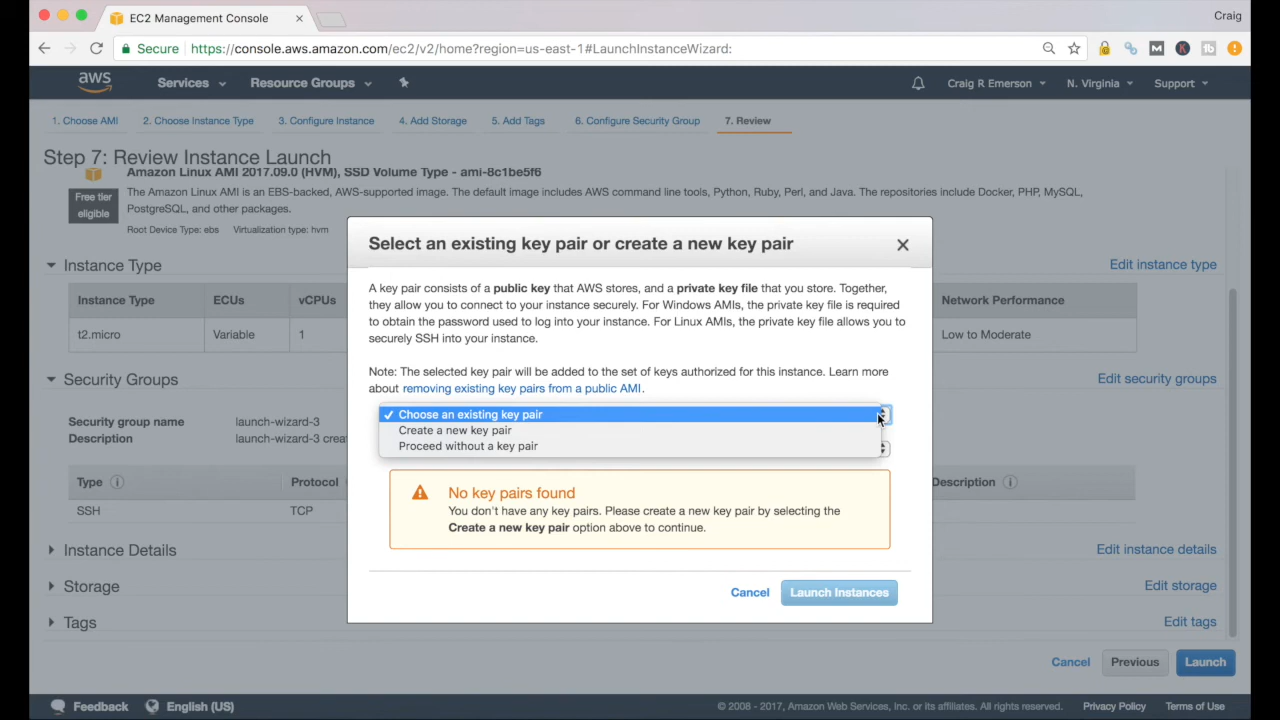 EC2 Management Console
Craig
Secure
https://console.aws.amazon.com/ec2/v2/home?region=us-east-1#LaunchInstanceWizard:
aws
Services
Resource Groups
Craig R Emerson
N. Virginia
Support
1. Choose AMI
2. Choose Instance Type
3. Configure Instance
4. Add Storage
5. Add Tags
6. Configure Security Group
7. Review
Step 7: Review Instance Launch
Amazon Linux AMI 2017.09.0 (HVM), SSD Volume Type - ami-8c1be5f6
Free tier
eligible
The Amazon Linux AMI is an EBS-backed, AWS-supported image. The default image includes AWS command line tools, Python, Ruby, Perl, and Java. The repositories include Docker, PHP, MySQL,
PostgreSQL, and other packages.
Root Device Type: ebs Virtualization type: hvm
Instance Type
Edit instance type
Instance Type
ECUs
vCPUs
Network Performance
t2.micro
Variable
1
Low to Moderate
Security Groups
Edit security groups
Security group name
launch-wizard-3
Description
launch-wizard-3 crea
Type
Protocol
Description
SSH
TCP
Instance Details
Edit instance details
Storage
Edit storage
Tags
Edit tags
Select an existing key pair or create a new key pair
A key pair consists of a public key that AWS stores, and a private key file that you store. Together,
they allow you to connect to your instance securely. For Windows AMIs, the private key file is required
to obtain the password used to log into your instance. For Linux AMIs, the private key file allows you to
securely SSH into your instance.
Note: The selected key pair will be added to the set of keys authorized for this instance. Learn more
about removing existing key pairs from a public AMI.
Choose an existing key pair
Create a new key pair
Proceed without a key pair
No key pairs found
You don't have any key pairs. Please create a new key pair by selecting the
Create a new key pair option above to continue.
Cancel
Launch Instances
Cancel
Previous
Launch
Feedback
English (US)
© 2008 - 2017, Amazon Web Services, Inc. or its affiliates. All rights reserved.
Privacy Policy
Terms of Use